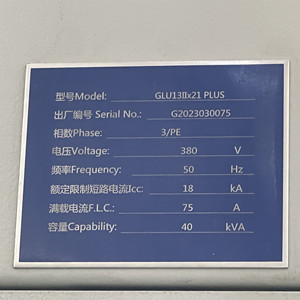 型号Model: GLU13IIx21 PLUS
出厂编号 Serial No.: G2023030075
相数Phase: 3/PE
电压Voltage: 380 V
频率Frequency: 50 Hz
额定限制短路电流Icc: 18 kA
满载电流F.L.C.: 75 A
容量Capability: 40 kVA